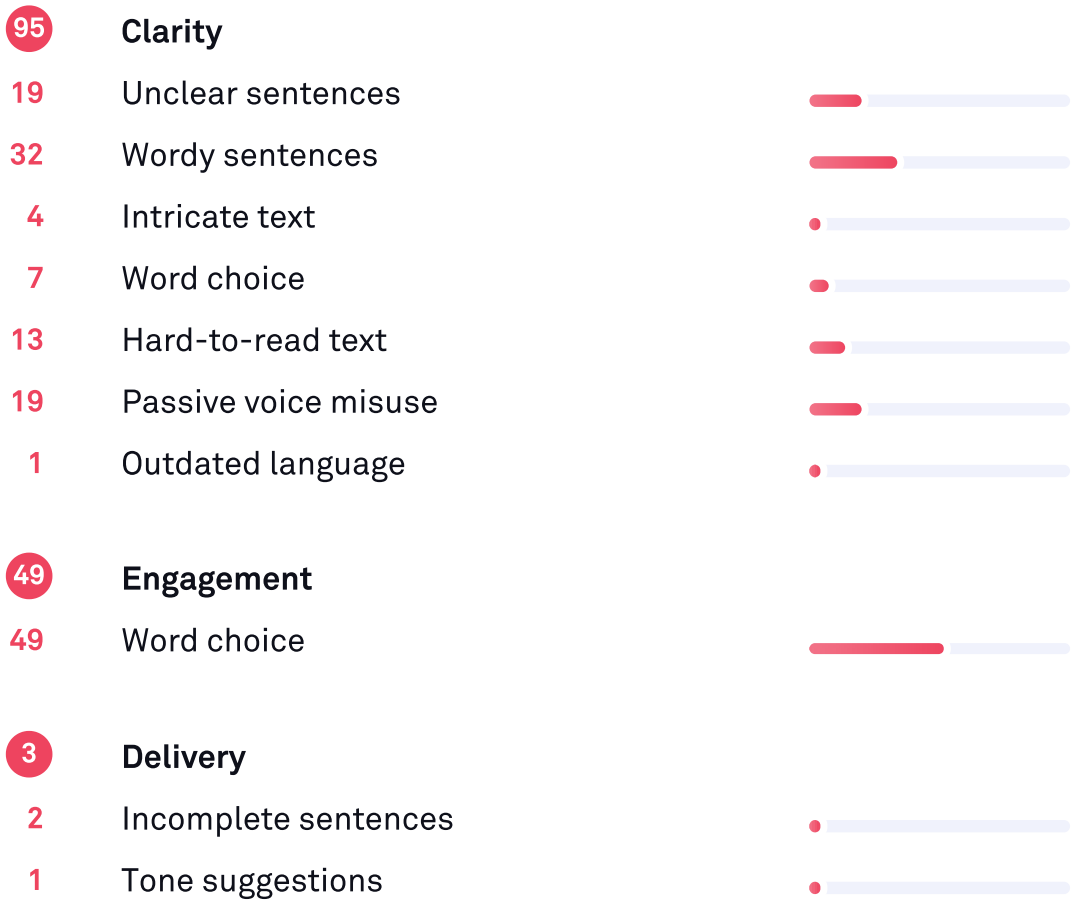 95 Clarity
19 Unclear sentences
32 Wordy sentences
4 Intricate text
7 Word choice
13 Hard-to-read text
19 Passive voice misuse
1 Outdated language
49 Engagement
49 Word choice
3 Delivery
2 Incomplete sentences
1 Tone suggestions